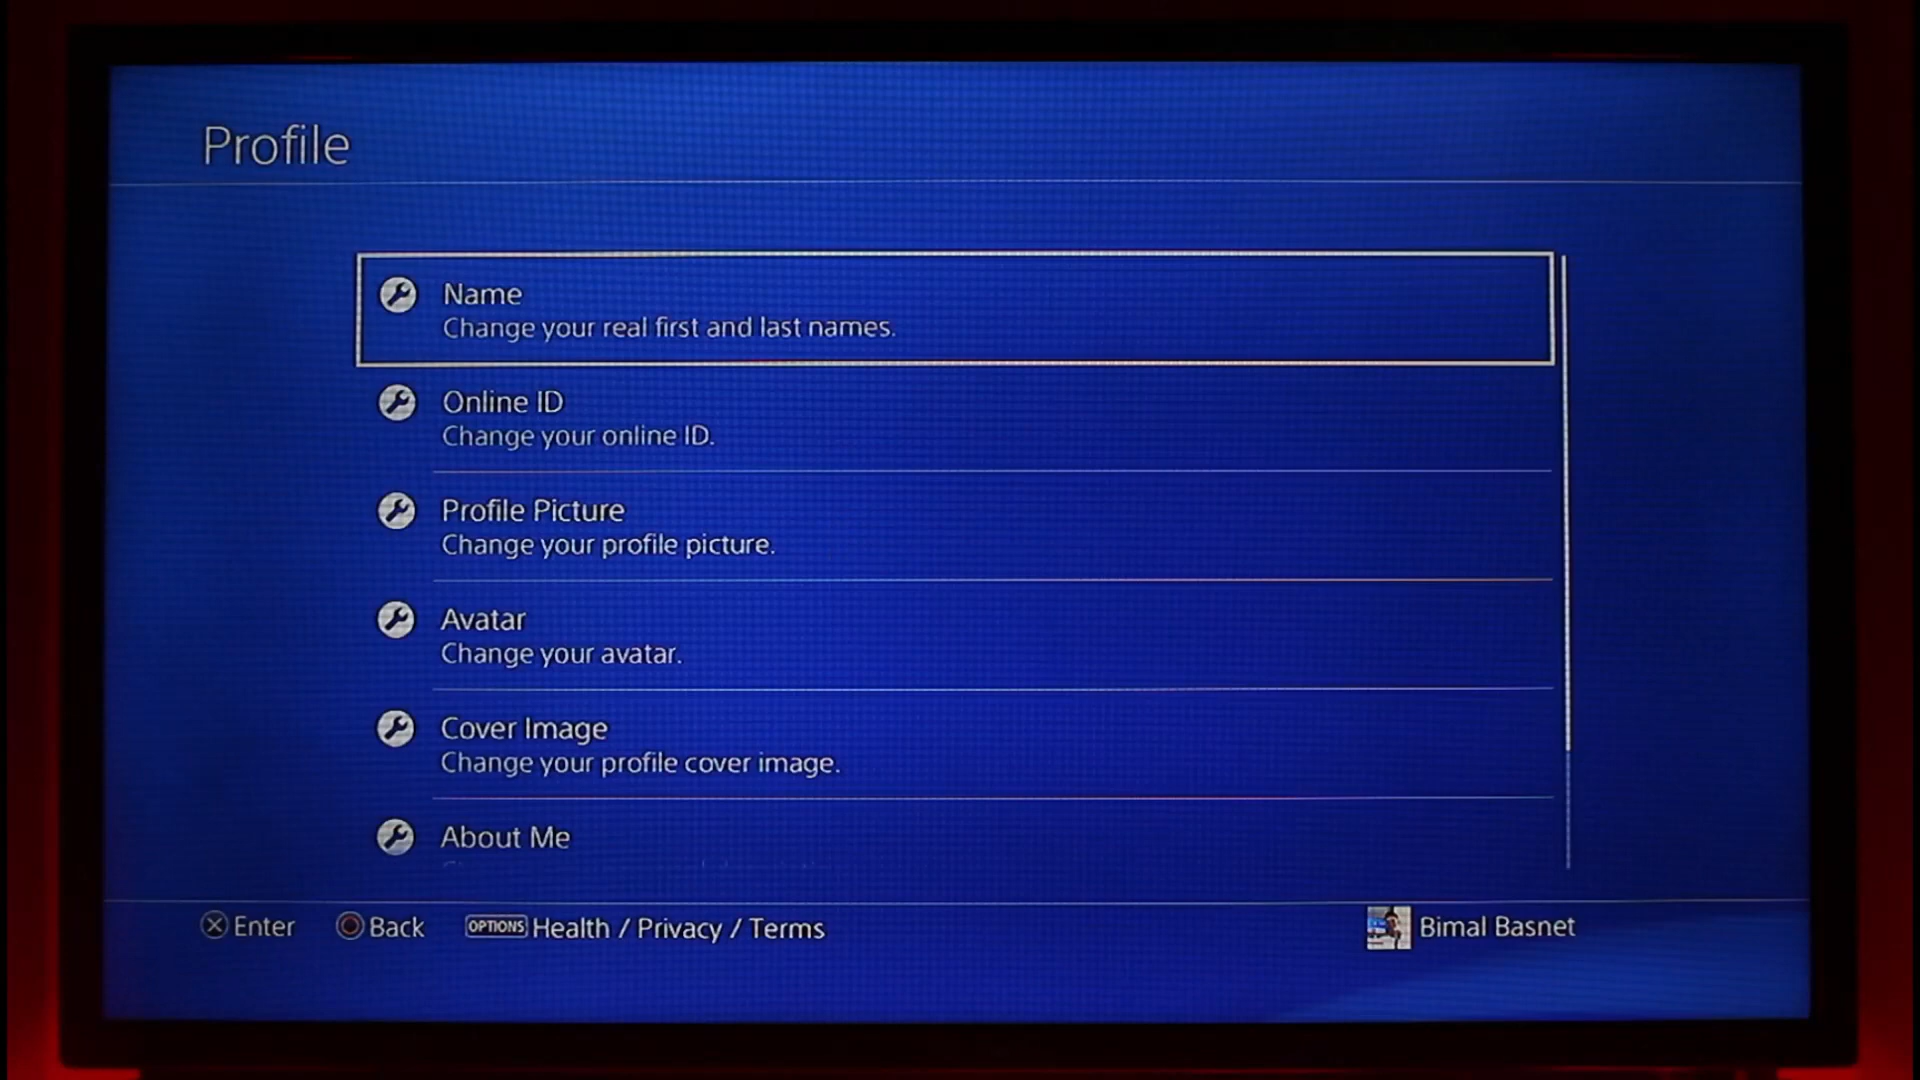 Profile
Name
Change your real first and last names.
Online ID
Change your online ID.
Profile Picture
Change your profile picture.
Avatar
Change your avatar.
Cover Image
Change your profile cover image.
About Me
Enter Back OPTIONS Health / Privacy / Terms Bimal Basnet